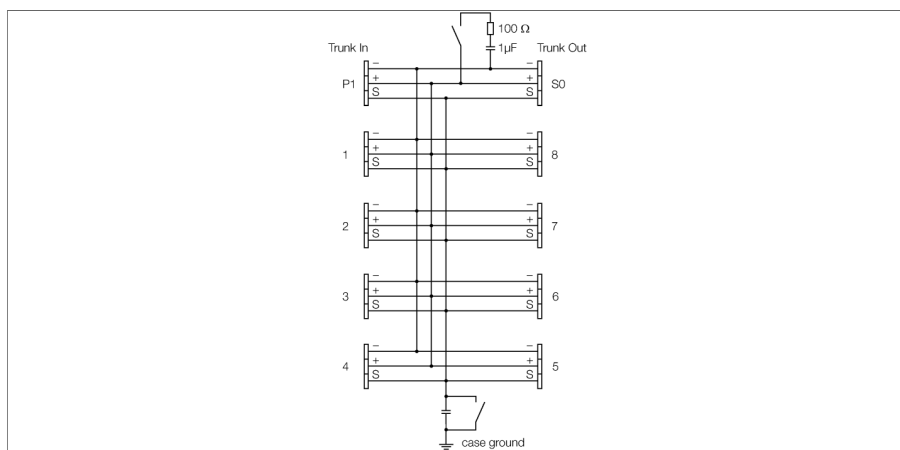 100 Ω
1µF
Trunk In
Trunk Out
P1
−
+
S
−
+
S
S0
1
−
+
S
−
+
S
8
2
−
+
S
−
+
S
7
3
−
+
S
−
+
S
6
4
−
+
S
−
+
S
5
case ground